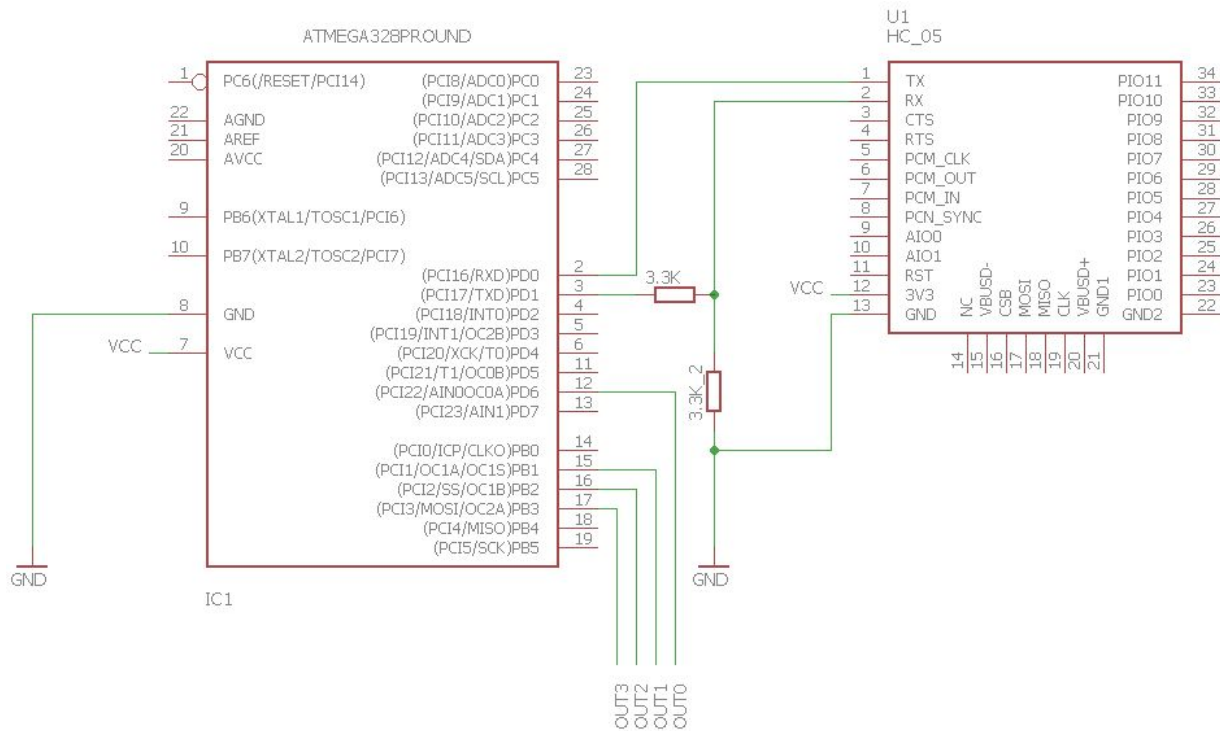 ATMEGA328PROUND
1 PC6(/RESET/PCI14)
22 AGND
21 AREF
20 AVCC
9 PB6(XTAL1/TOSC1/PCI6)
10 PB7(XTAL2/TOSC2/PCI7)
8 GND
VCC 7 VCC
GND
(PCI8/ADC0)PC0 23
(PCI9/ADC1)PC1 24
(PCI10/ADC2)PC2 25
(PCI11/ADC3)PC3 26
(PCI12/ADC4/SDA)PC4 27
(PCI13/ADC5/SCL)PC5 28
(PCI16/RXD)PD0 2
(PCI17/TXD)PD1 3
(PCI18/INT0)PD2 4
(PCI19/INT1/OC2B)PD3 5
(PCI20/XCK/T0)PD4 6
(PCI21/T1/OC0B)PD5 11
(PCI22/AIN0OC0A)PD6 12
(PCI23/AIN1)PD7 13
(PCI0/ICP/CLKO)PB0 14
(PCI1/OC1A/OC1S)PB1 15
(PCI2/SS/OC1B)PB2 16
(PCI3/MOSI/OC2A)PB3 17
(PCI4/MISO)PB4 18
(PCI5/SCK)PB5 19
IC1
3.3K
3.3K_2
GND
OUT3
OUT2
OUT1
OUT0
U1
HC_05
1 TX
2 RX
3 CTS
4 RTS
5 PCM_CLK
6 PCM_OUT
7 PCM_IN
8 PCN_SYNC
9 AIO0
10 AIO1
11 RST
VCC 12 3V3
13 GND
NC 14
VBUSD- 15
CSB 16
MOSI 17
MISO 18
CLK 19
VBUSD+ 20
GND1 21
PIO11 34
PIO10 33
PIO9 32
PIO8 31
PIO7 30
PIO6 29
PIO5 28
PIO4 27
PIO3 26
PIO2 25
PIO1 24
PIO0 23
GND2 22